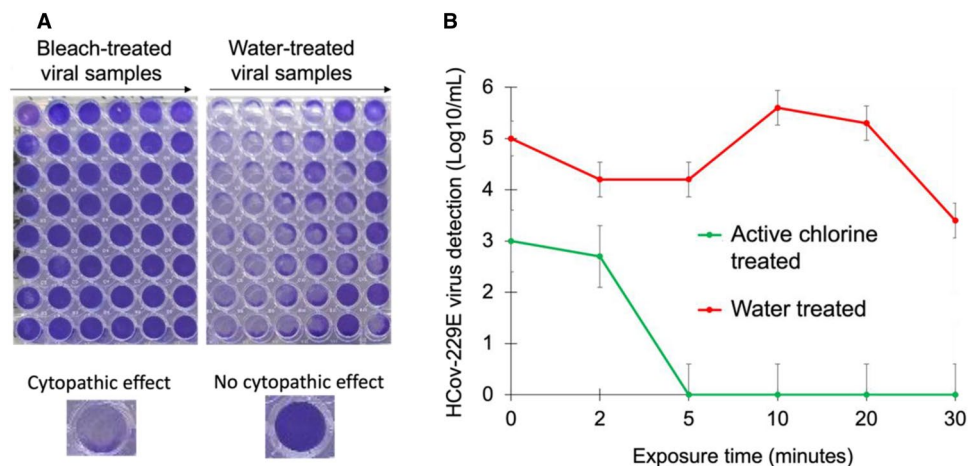 A
Bleach-treated
viral samples
Water-treated
viral samples
Cytopathic effect
No cytopathic effect
B
HCov-229E virus detection (Log10/mL)
6
5
4
3
2
1
0
Active chlorine
treated
Water treated
0 2 5 10 20 30
Exposure time (minutes)